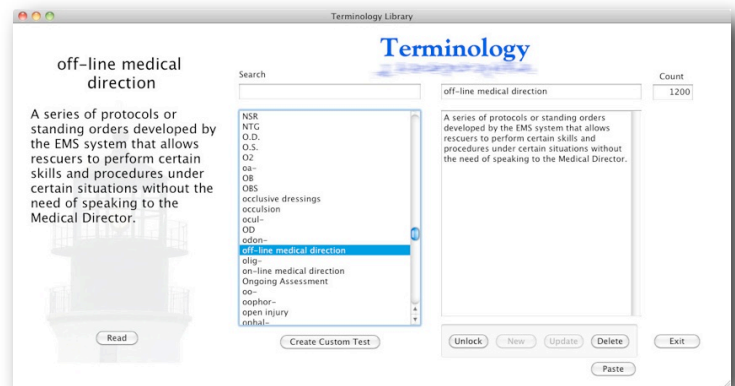 Terminology Library
off-line medical
direction
A series of protocols or
standing orders developed by
the EMS system that allows
rescuers to perform certain
skills and procedures under
certain situations without the
need of speaking to the
Medical Director.
Read
Terminology
Search
NSR
NTG
O.D.
O.S.
O2
oa-
OB
OBS
occlusive dressings
occulsion
ocul-
OD
odon-
off-line medical direction
olig-
on-line medical direction
Ongoing Assessment
oo-
oophor-
open injury
ophal-
Create Custom Test
Count
off-line medical direction
1200
A series of protocols or standing orders
developed by the EMS system that allows
rescuers to perform certain skills and
procedures under certain situations without
the need of speaking to the Medical Director.
Unlock
New
Update
Delete
Exit
Paste